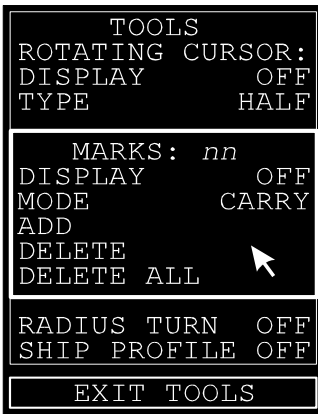 TOOLS
ROTATING CURSOR:
DISPLAY OFF
TYPE HALF
MARKS: nn
DISPLAY OFF
MODE CARRY
ADD
DELETE
DELETE ALL
RADIUS TURN OFF
SHIP PROFILE OFF
EXIT TOOLS